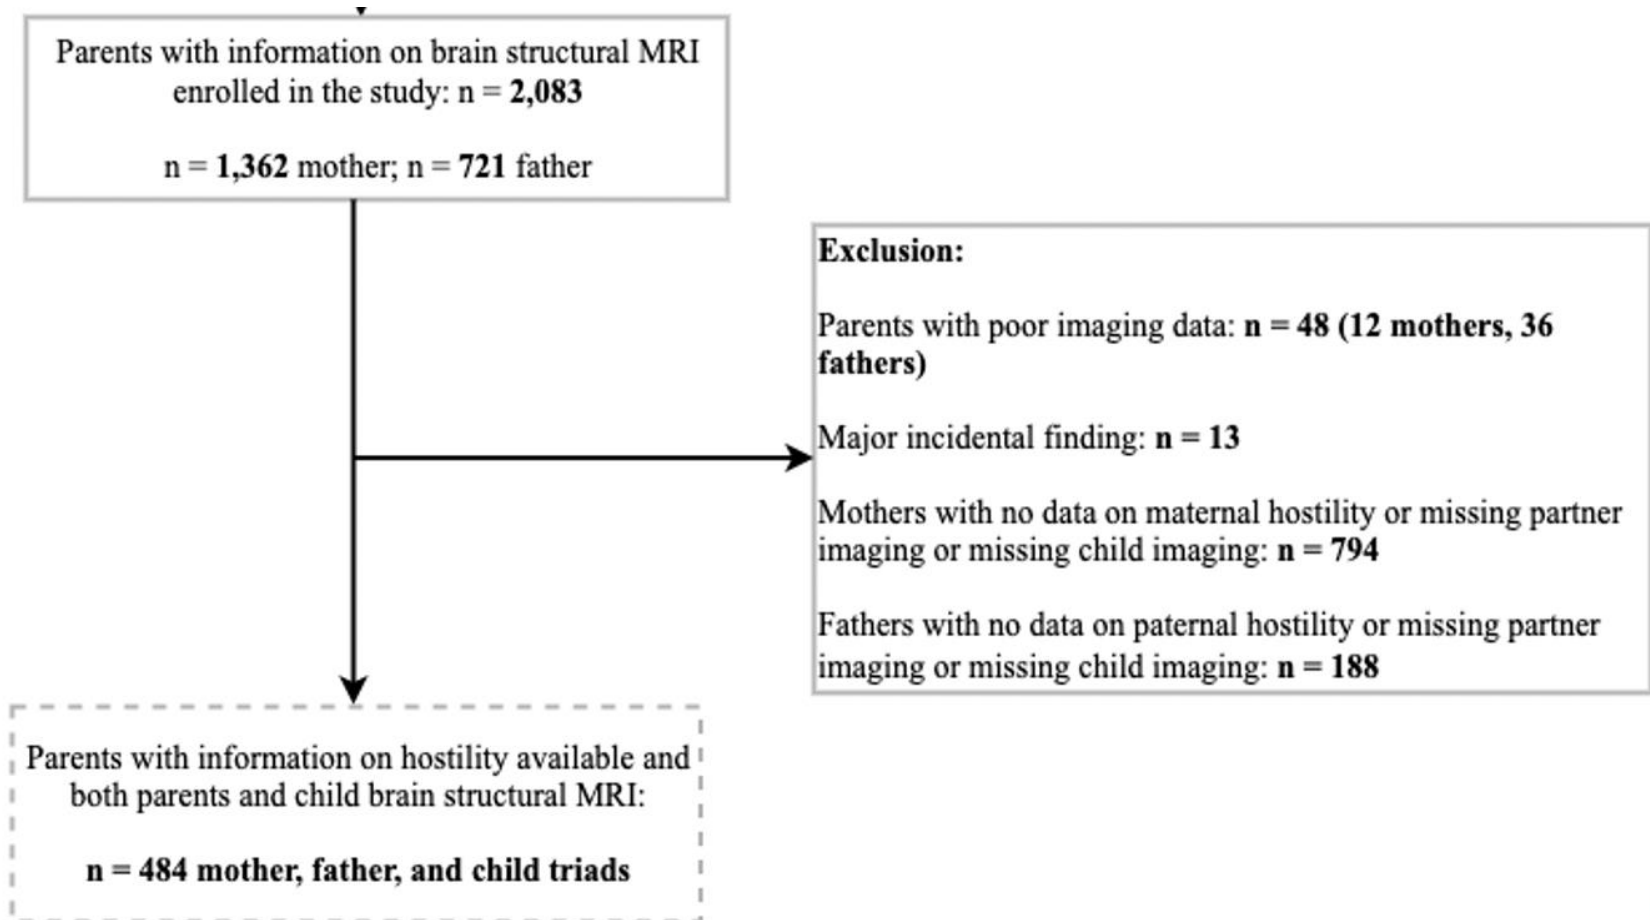 Parents with information on brain structural MRI
enrolled in the study: n = 2,083
n = 1,362 mother; n = 721 father
Exclusion:
Parents with poor imaging data: n = 48 (12 mothers, 36
fathers)
Major incidental finding: n = 13
Mothers with no data on maternal hostility or missing partner
imaging or missing child imaging: n = 794
Fathers with no data on paternal hostility or missing partner
imaging or missing child imaging: n = 188
Parents with information on hostility available and
both parents and child brain structural MRI:
n = 484 mother, father, and child triads